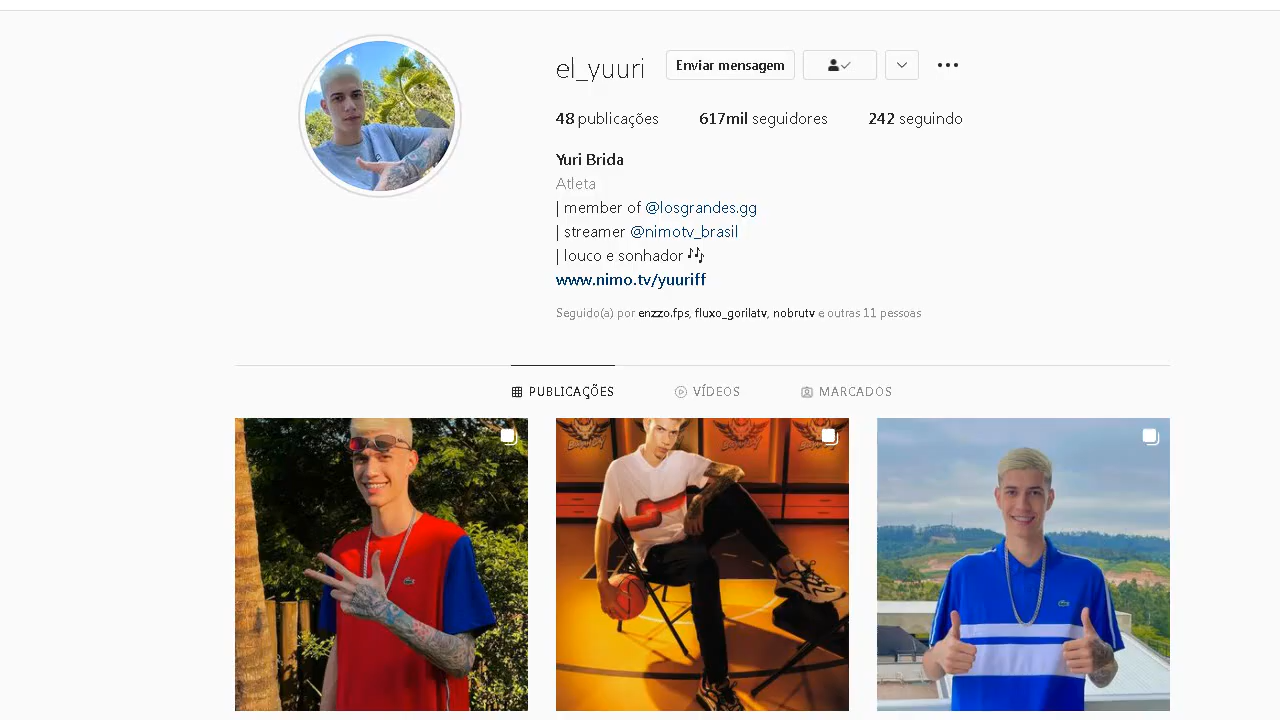 el_yuuri Enviar mensagem
48 publicações 617mil seguidores 242 seguindo
Yuri Brida
Atleta
| member of @losgrandes.gg
| streamer @nimotv_brasil
| louco e sonhador 🎶
www.nimo.tv/yuuriff
Seguido(a) por enzzo.fps, fluxo_gorilatv, nobrutv e outras 11 pessoas
PUBLICAÇÕES VÍDEOS MARCADOS